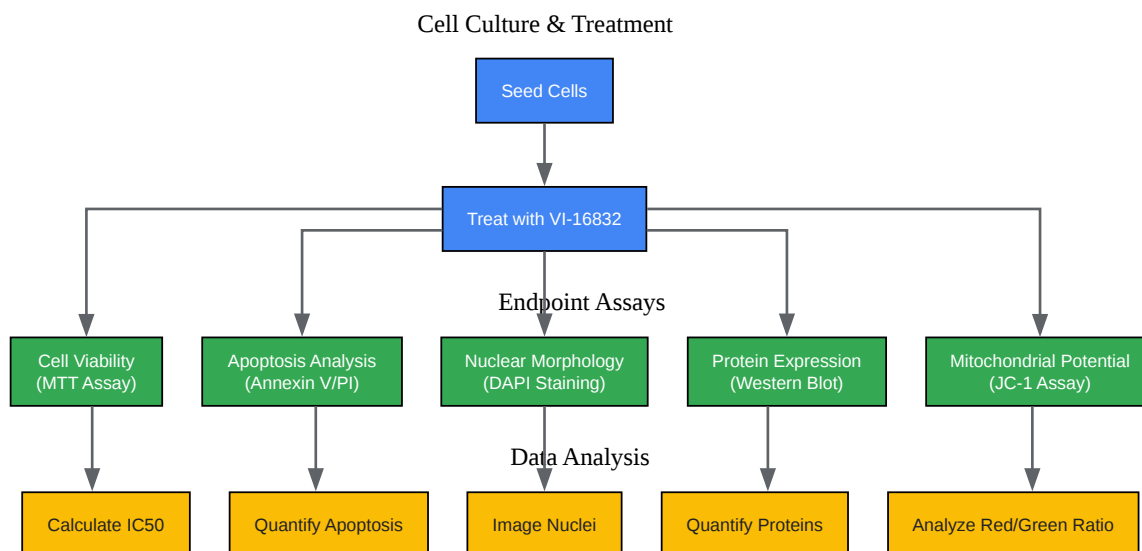 Cell Culture & Treatment
Seed Cells
Treat with VI-16832
Endpoint Assays
Cell Viability
(MTT Assay)
Apoptosis Analysis
(Annexin V/PI)
Nuclear Morphology
(DAPI Staining)
Protein Expression
(Western Blot)
Mitochondrial Potential
(JC-1 Assay)
Data Analysis
Calculate IC50
Quantify Apoptosis
Image Nuclei
Quantify Proteins
Analyze Red/Green Ratio